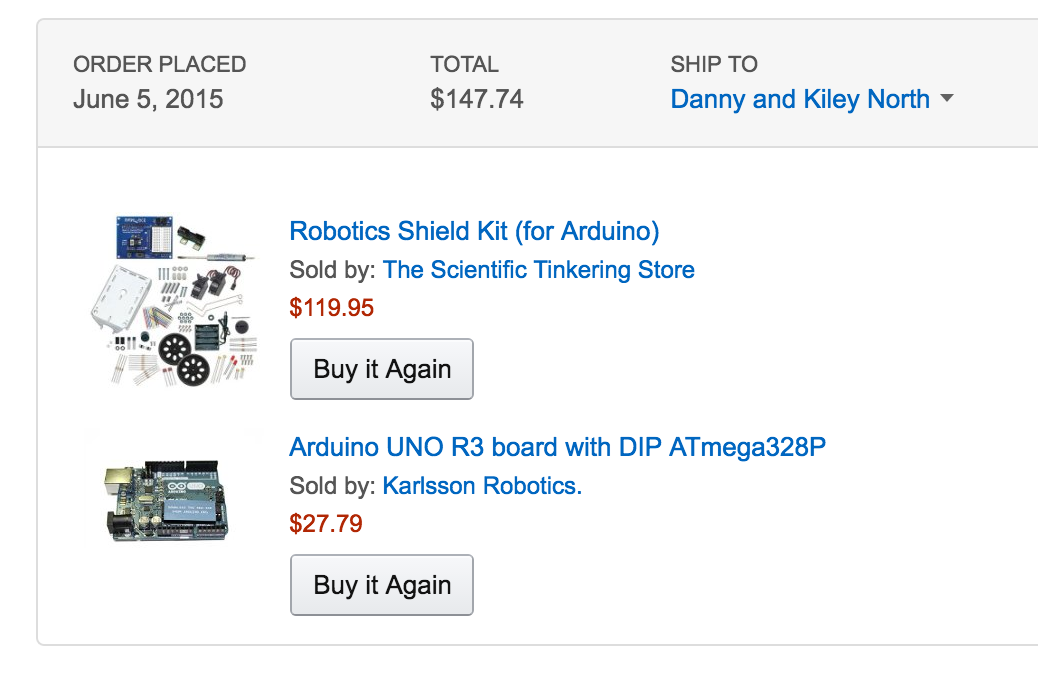 ORDER PLACED
June 5, 2015
TOTAL
$147.74
SHIP TO
Danny and Kiley North
Robotics Shield Kit (for Arduino)
Sold by: The Scientific Tinkering Store
$119.95
Buy it Again
Arduino UNO R3 board with DIP ATmega328P
Sold by: Karlsson Robotics.
$27.79
Buy it Again